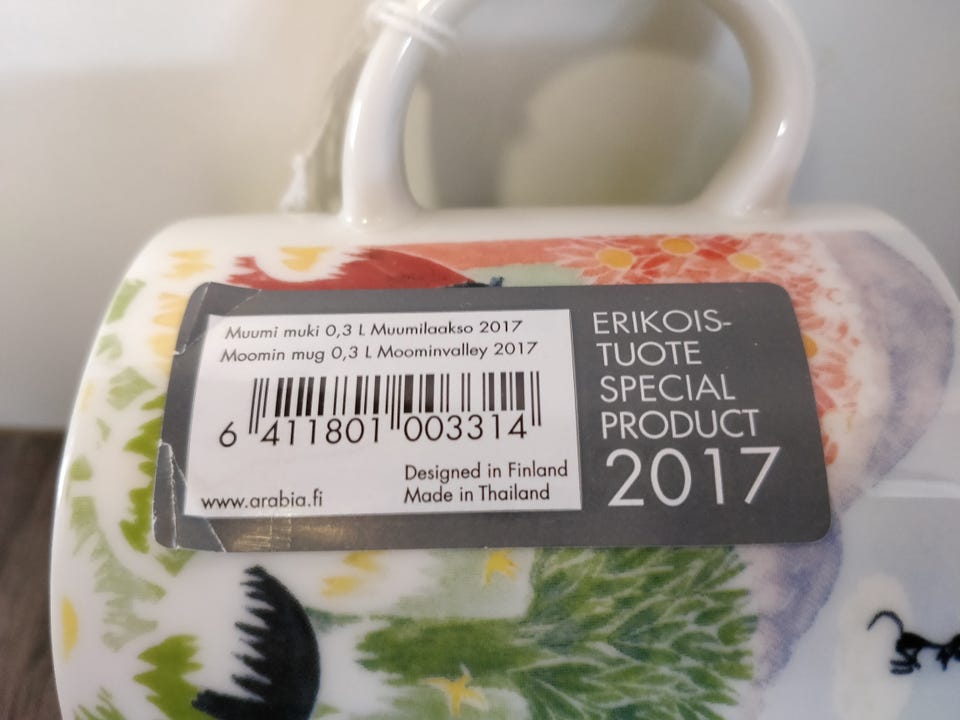 Muumi muki 0,3 L Muumilaakso 2017
Moomin mug 0,3 L Moominvalley 2017
6 411801 003314
Designed in Finland
Made in Thailand
www.arabia.fi
ERIKOIS-
TUOTE
SPECIAL
PRODUCT
2017